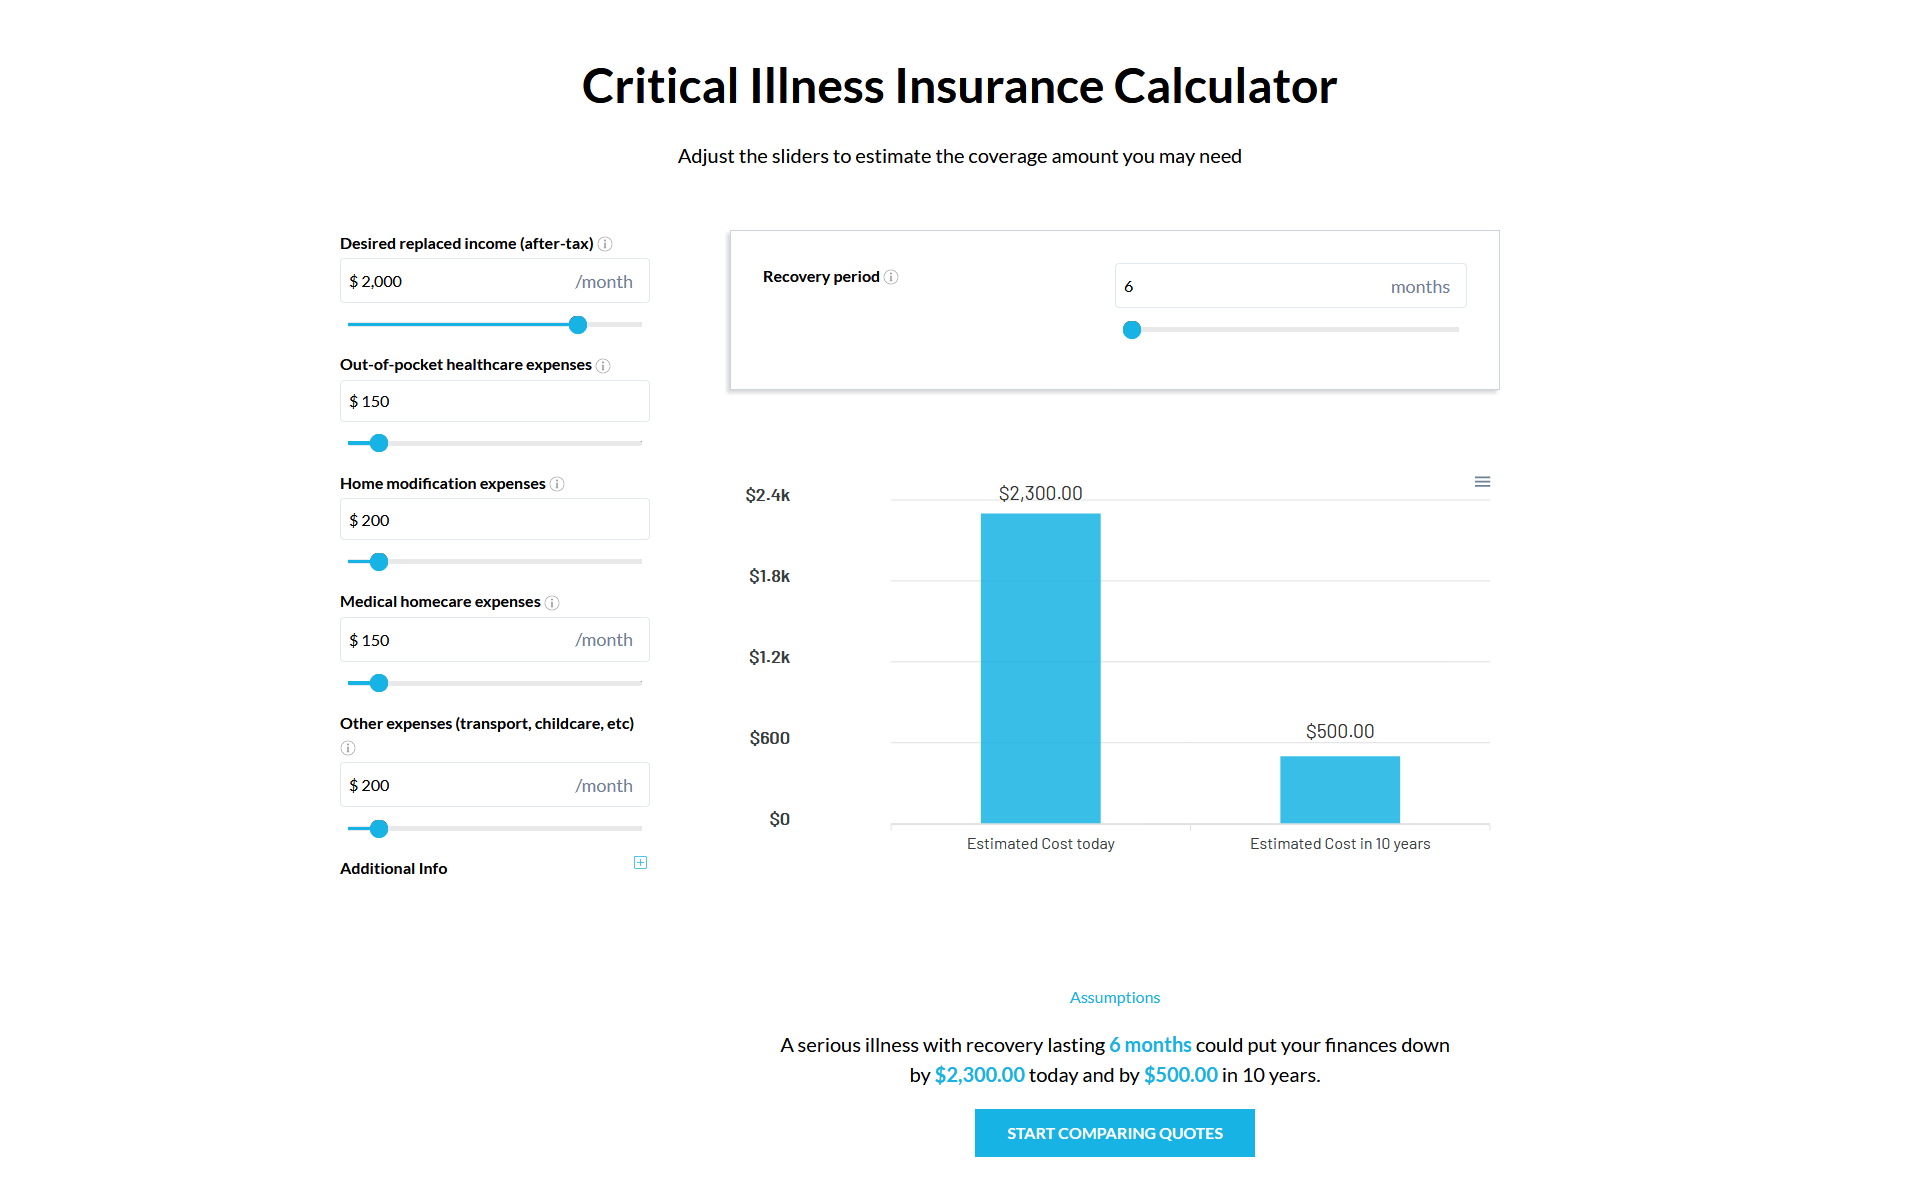 Critical Illness Insurance Calculator
Adjust the sliders to estimate the coverage amount you may need
Desired replaced income (after-tax)
$ 2,000 /month
Out-of-pocket healthcare expenses
$ 150
Home modification expenses
$ 200
Medical homecare expenses
$ 150 /month
Other expenses (transport, childcare, etc)
$ 200 /month
Additional Info
Recovery period
6 months
$2.4k
$1.8k
$1.2k
$600
$0
$2,300.00
$500.00
Estimated Cost today
Estimated Cost in 10 years
Assumptions
A serious illness with recovery lasting 6 months could put your finances down
by $2,300.00 today and by $500.00 in 10 years.
START COMPARING QUOTES